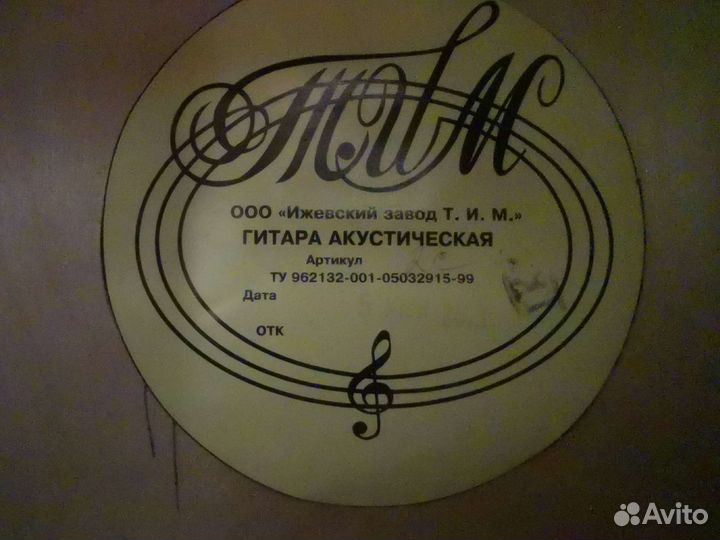 ТИМ
ООО «Ижевский завод Т. И. М.»
ГИТАРА АКУСТИЧЕСКАЯ
Артикул
ТУ 962132-001-05032915-99
Дата
ОТК
Avito